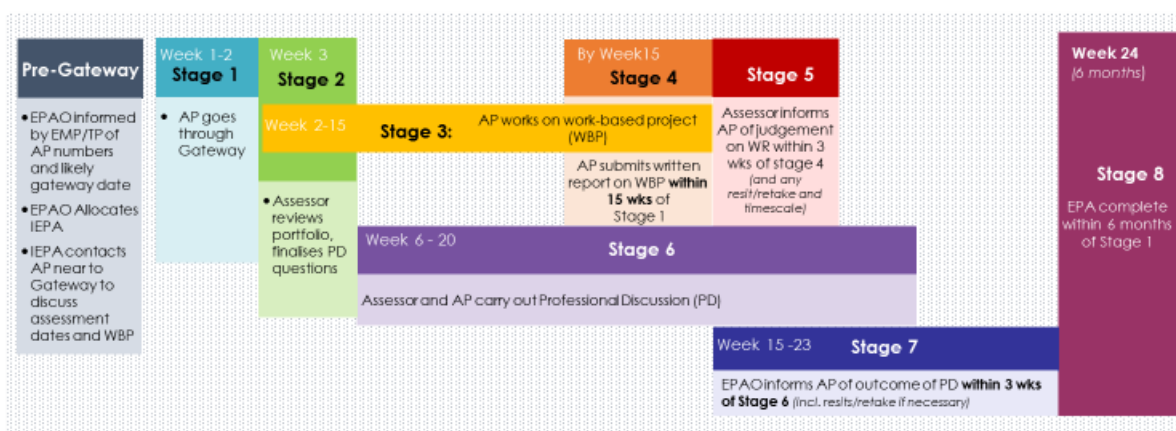 Pre-Gateway
•EPAO informed
by EMP/TP of
AP numbers
and likely
gateway date
•EPAO Allocates
IEPA
•IEPA contacts
AP near to
Gateway to
discuss
assessment
dates and WBP
Week 1-2
Stage 1
• AP goes
through
Gateway
Week 3
Stage 2
•Assessor
reviews
portfolio,
finalises PD
questions
Week 2-15
Stage 3:
AP works on work-based project
(WBP)
By Week15
Stage 4
AP submits written
report on WBP within
15 wks of
Stage 1
Stage 5
Assessor informs
AP of judgement
on WR within 3
wks of stage 4
(and any
resit/retake and
timescale)
Week 6 - 20
Stage 6
Assessor and AP carry out Professional Discussion (PD)
Week 15 -23
Stage 7
EPAO informs AP of outcome of PD within 3 wks
of Stage 6 (incl. resits/retake if necessary)
Week 24
(6 months)
Stage 8
EPA complete
within 6 months
of Stage 1